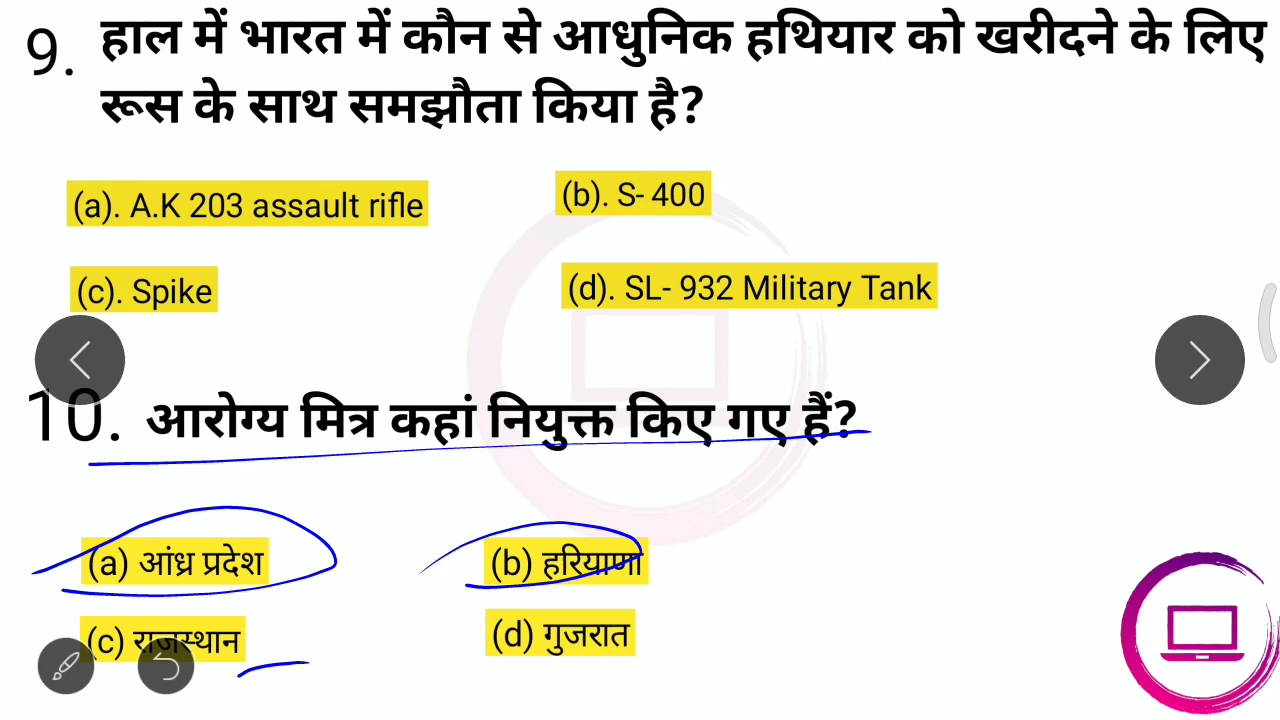 9. हाल में भारत में कौन से आधुनिक हथियार को खरीदने के लिए
रूस के साथ समझौता किया है?
(a). A.K 203 assault rifle
(b). S- 400
(c). Spike
(d). SL- 932 Military Tank
10. आरोग्य मित्र कहां नियुक्त किए गए हैं?
(a) आंध्र प्रदेश
(b) हरियाणा
(c) राजस्थान
(d) गुजरात